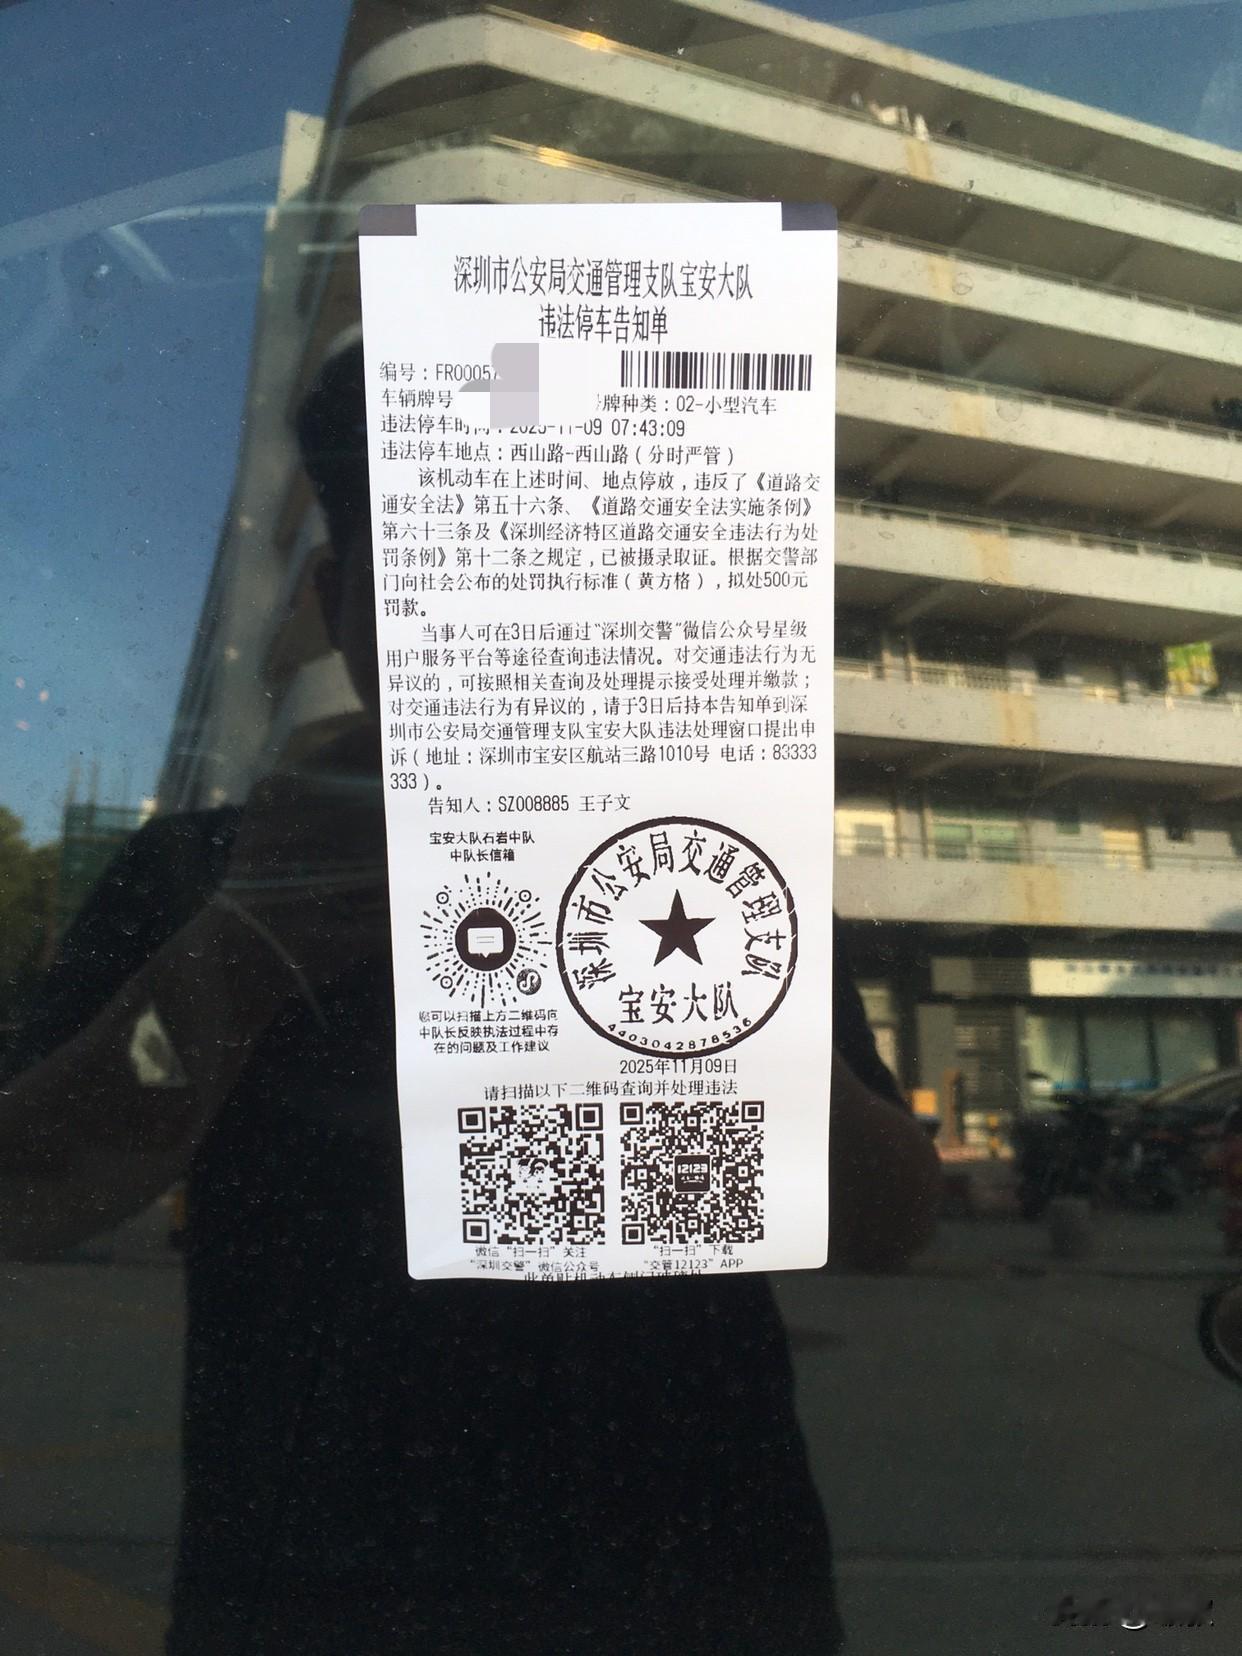 深圳市公安局交通管理支队宝安大队
违法停车告知单
编号：FR00057
车辆牌号
号牌种类：02-小型汽车
违法停车时间：2025-11-09 07:43:09
违法停车地点：西山路-西山路（分时严管）
该机动车在上述时间、地点停放，违反了《道路交
通安全法》第五十六条、《道路交通安全法实施条例》
第六十三条及《深圳经济特区道路交通安全违法行为处
罚条例》第十二条之规定，已被摄录取证。根据交警部
门向社会公布的处罚执行标准（黄方格），拟处500元
罚款。
当事人可在3日后通过“深圳交警”微信公众号星级
用户服务平台等途径查询违法情况。对交通违法行为无
异议的，可按照相关查询及处理提示接受处理并缴款；
对交通违法行为有异议的，请于3日后持本告知单到深
圳市公安局交通管理支队宝安大队违法处理窗口提出申
诉（地址：深圳市宝安区航站三路1010号 电话：83333
333）。
告知人：SZ008885 王子文
宝安大队石岩中队
中队长信箱
您可以扫描上方二维码向
中队长反映执法过程中存
在的问题及工作建议
深圳市公安局交通管理支队
宝安大队
4403042878536
2025年11月09日
请扫描以下二维码查询并处理违法
12123
微信“扫一扫”关注
“深圳交警”微信公众号
“扫一扫”下载
“交管12123”APP